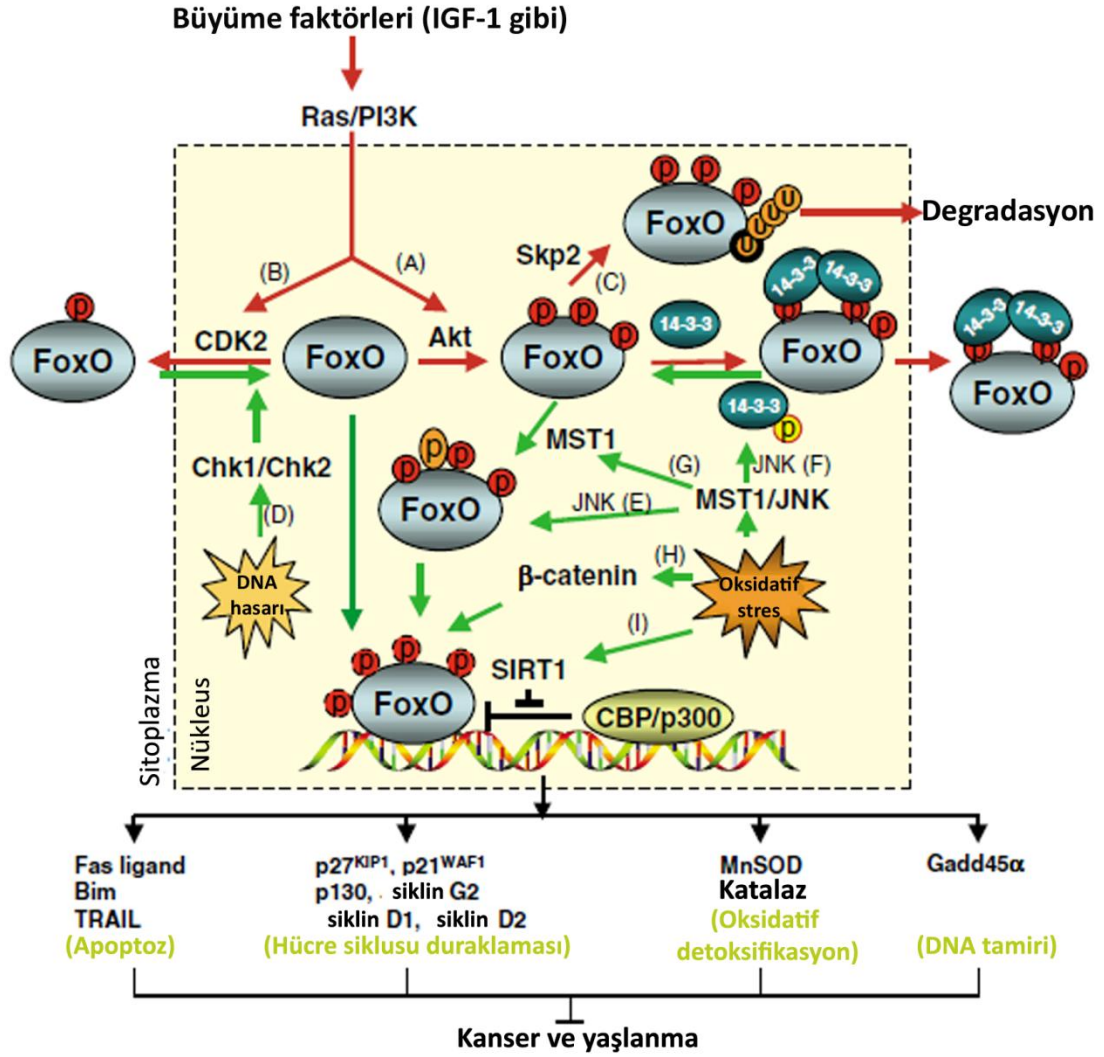 Büyüme faktörleri (IGF-1 gibi)
Ras/PI3K
p p p
FoxO
U U U U
Degradasyon
Skp2
(C)
(B)
(A)
p
FoxO
CDK2
FoxO
Akt
p p p
FoxO
14-3-3
14-3-3 14-3-3
p p p
FoxO
14-3-3 14-3-3
p p p
FoxO
14-3-3
p
MST1
(G)
JNK (F)
MST1/JNK
Chk1/Chk2
(D)
p p p p
FoxO
JNK (E)
DNA
hasarı
β-catenin
(H)
Oksidatif
stres
(I)
SIRT1
p p p p
FoxO
CBP/p300
Sitoplazma
Nükleus
Fas ligand
Bim
TRAIL
(Apoptoz)
p27KIP1, p21WAF1
p130, siklin G2
siklin D1, siklin D2
(Hücre siklusu duraklaması)
MnSOD
Katalaz
(Oksidatif
detoksifikasyon)
Gadd45α
(DNA tamiri)
Kanser ve yaşlanma